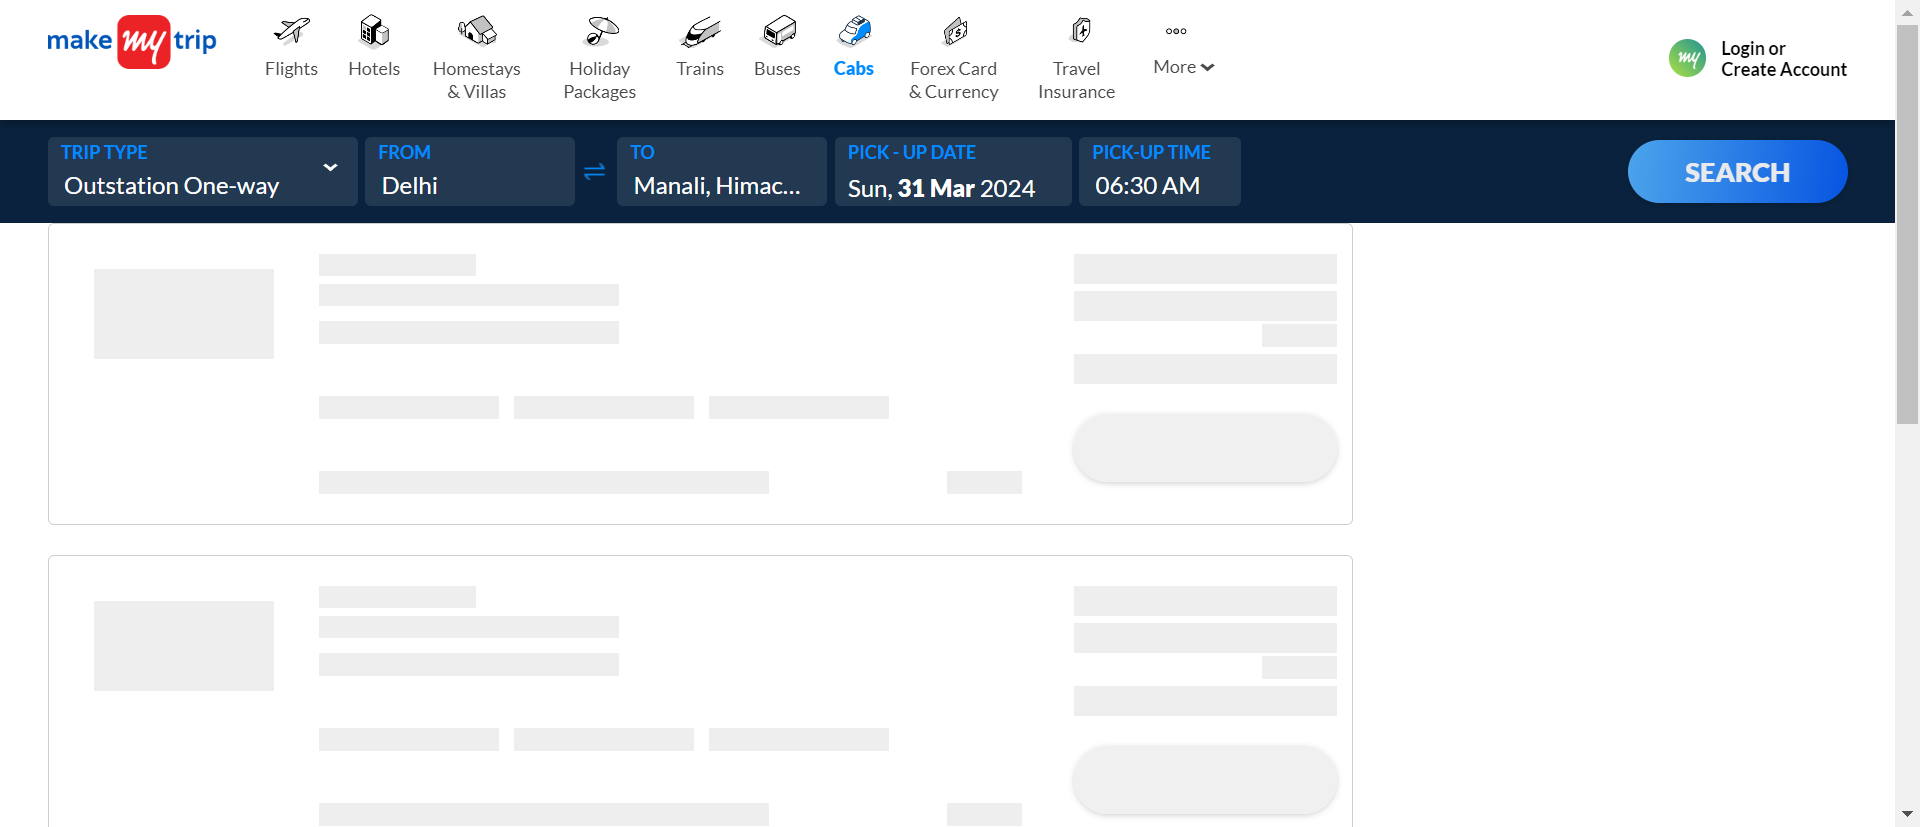 make my trip
Flights
Hotels
Homestays
& Villas
Holiday
Packages
Trains
Buses
Cabs
Forex Card
& Currency
Travel
Insurance
More
my
Login or
Create Account
TRIP TYPE
Outstation One-way
FROM
Delhi
TO
Manali, Himac...
PICK - UP DATE
Sun, 31 Mar 2024
PICK-UP TIME
06:30 AM
SEARCH